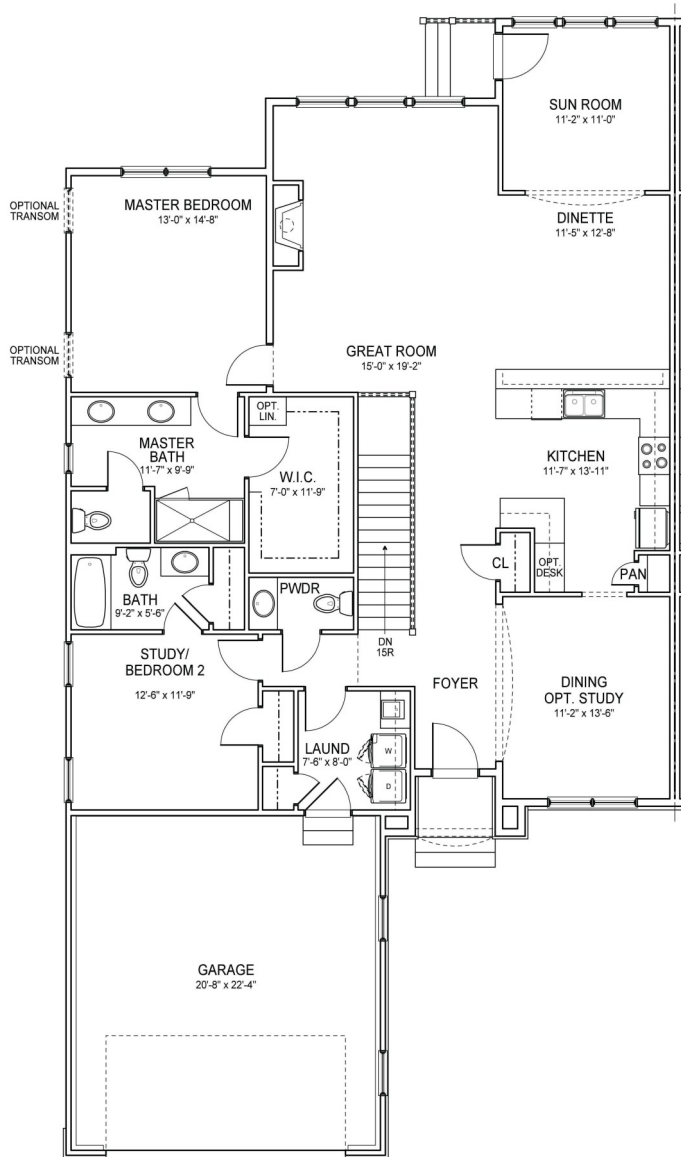 SUN ROOM
11'-2" x 11'-0"
OPTIONAL
TRANSOM
MASTER BEDROOM
13'-0" x 14'-8"
DINETTE
11'-5" x 12'-8"
OPTIONAL
TRANSOM
GREAT ROOM
15'-0" x 19'-2"
OPT.
LIN.
MASTER
BATH
11'-7" x 9'-9"
W.I.C.
7'-0" x 11'-9"
KITCHEN
11'-7" x 13'-11"
CL
OPT.
DESK
PAN
BATH
9'-2" x 5'-6"
PWDR
DN
15R
STUDY/
BEDROOM 2
12'-6" x 11'-9"
FOYER
DINING
OPT. STUDY
11'-2" x 13'-6"
LAUND
7'-6" x 8'-0"
W
D
GARAGE
20'-8" x 22'-4"